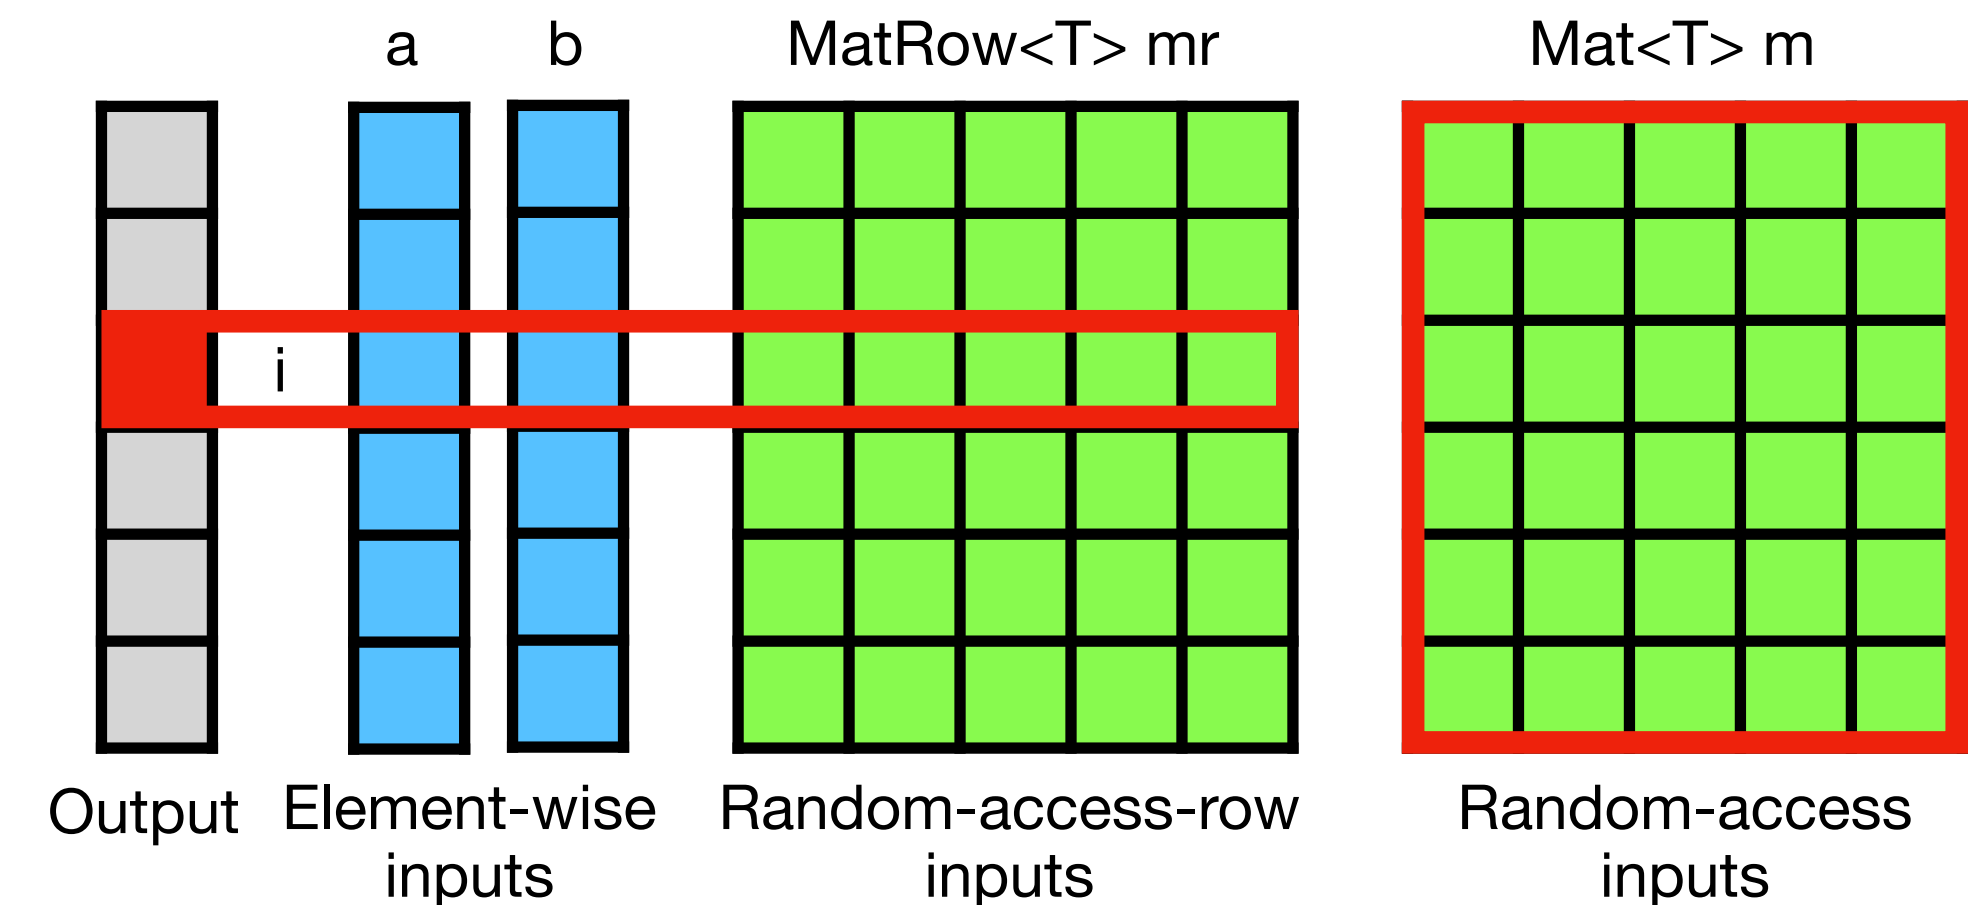 a
b
MatRow<T> mr
Mat<T> m
i
Output
Element-wise
inputs
Random-access-row
inputs
Random-access
inputs